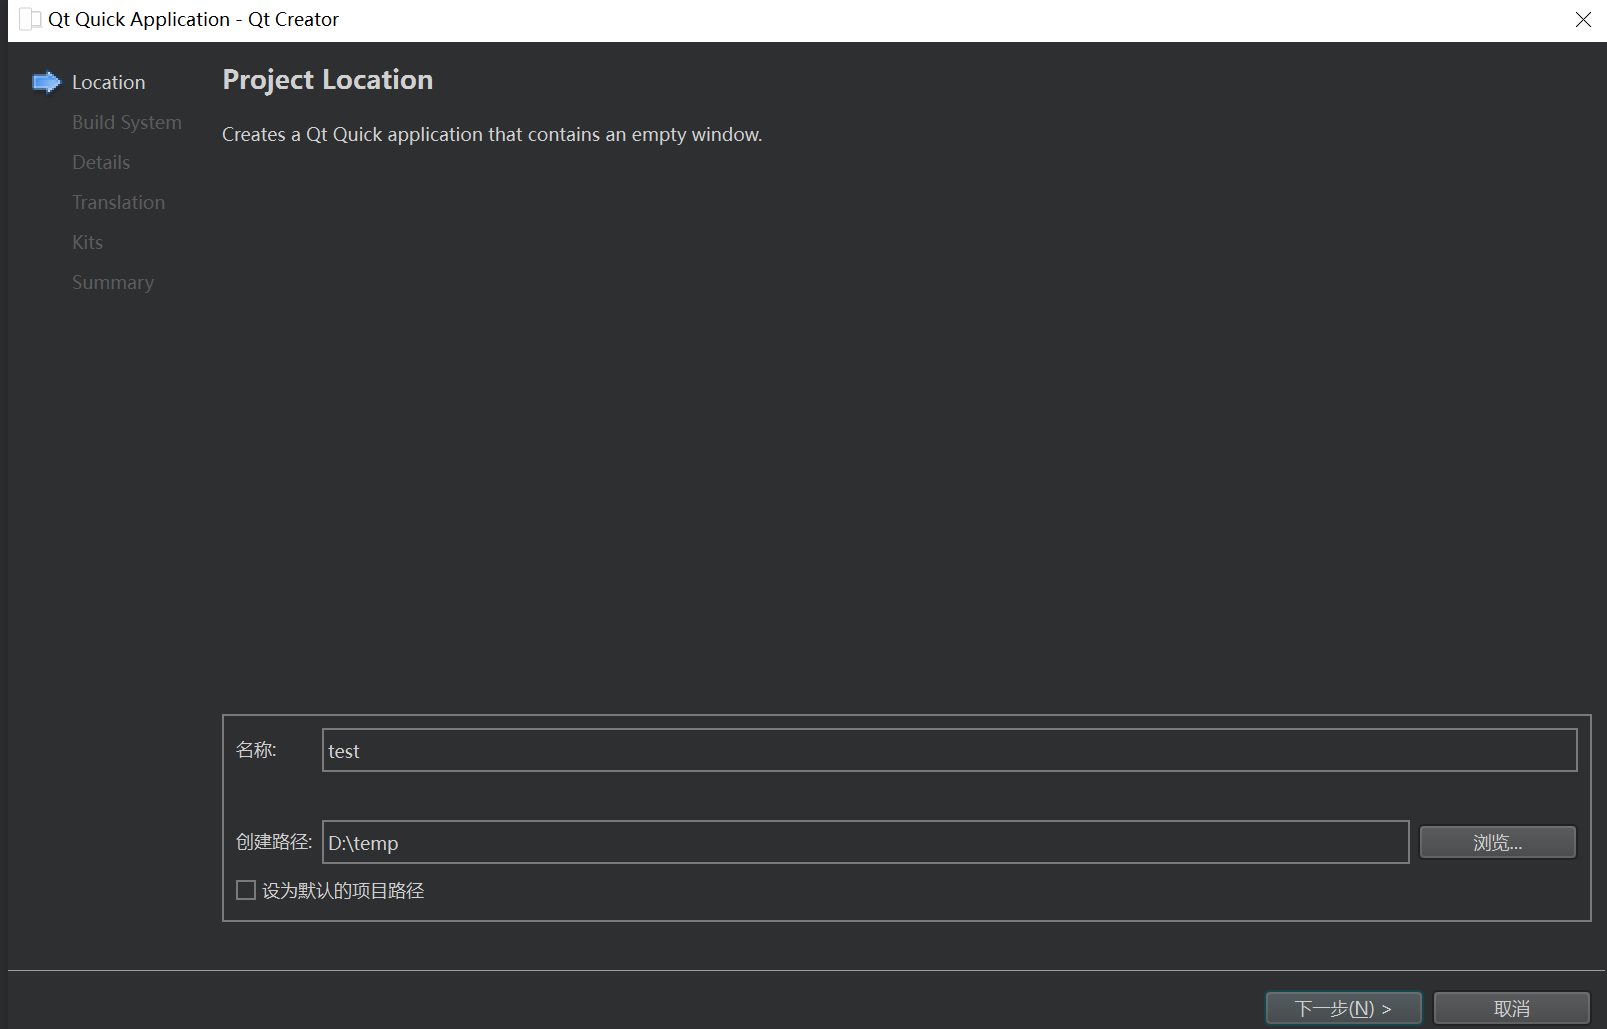 Qt Quick Application - Qt Creator
Location
Build System
Details
Translation
Kits
Summary
Project Location
Creates a Qt Quick application that contains an empty window.
名称:
test
创建路径:
D:\temp
浏览...
设为默认的项目路径
下一步(N) >
取消